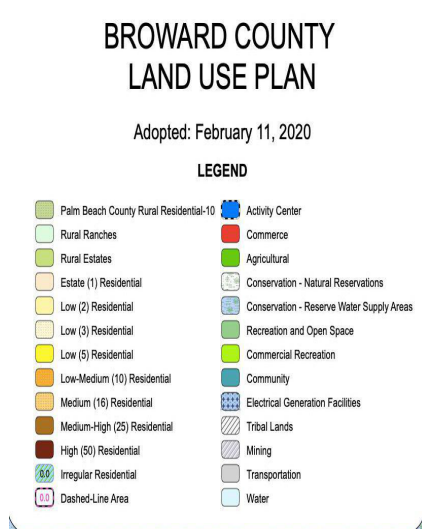 BROWARD COUNTY
LAND USE PLAN
Adopted: February 11, 2020
LEGEND
Palm Beach County Rural Residential-10
Rural Ranches
Rural Estates
Estate (1) Residential
Low (2) Residential
Low (3) Residential
Low (5) Residential
Low-Medium (10) Residential
Medium (16) Residential
Medium-High (25) Residential
High (50) Residential
0.0 Irregular Residential
0.0 Dashed-Line Area
Activity Center
Commerce
Agricultural
Conservation - Natural Reservations
Conservation - Reserve Water Supply Areas
Recreation and Open Space
Commercial Recreation
Community
Electrical Generation Facilities
Tribal Lands
Mining
Transportation
Water